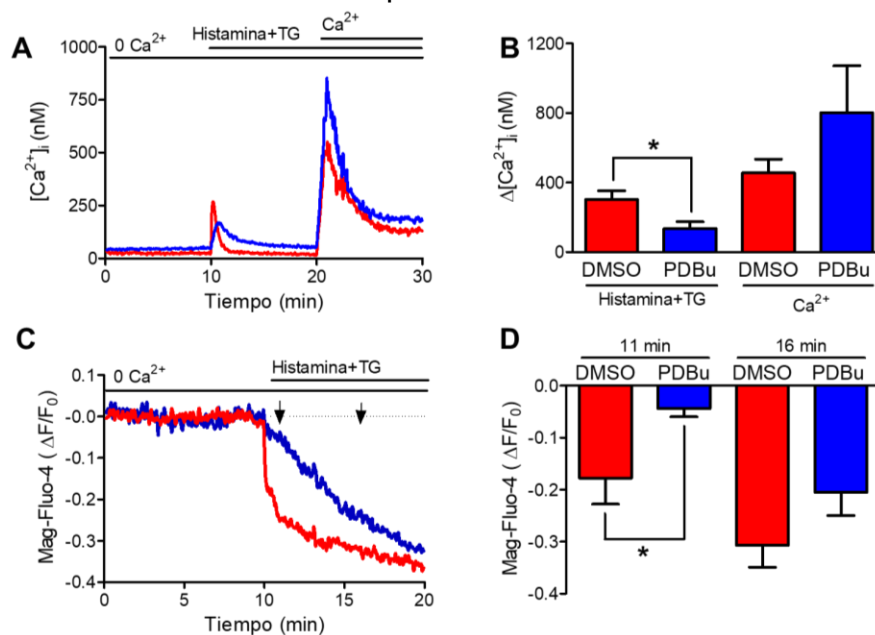 A
0 Ca²⁺
Histamina+TG
Ca²⁺
1000
750
500
250
0
[Ca²⁺]i (nM)
0
10
20
30
Tiempo (min)
B
1200
800
400
0
Δ[Ca²⁺]i (nM)
*
DMSO PDBu DMSO PDBu
Histamina+TG Ca²⁺
C
0 Ca²⁺
Histamina+TG
0.1
-0.0
-0.1
-0.2
-0.3
-0.4
Mag-Fluo-4 ( ΔF/F₀)
0
5
10
15
20
Tiempo (min)
D
11 min 16 min
DMSO PDBu DMSO PDBu
0.0
-0.1
-0.2
-0.3
-0.4
Mag-Fluo-4 ( ΔF/F₀)
*